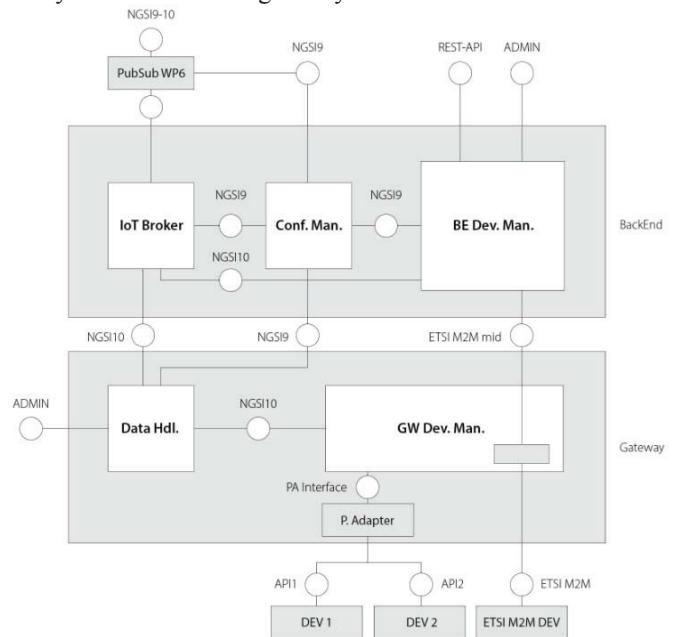 NGSI9-10
PubSub WP6
NGSI9
REST-API
ADMIN
IoT Broker
NGSI9
Conf. Man.
NGSI9
BE Dev. Man.
BackEnd
NGSI10
NGSI10
NGSI9
ETSI M2M mid
ADMIN
Data Hdl.
NGSI10
GW Dev. Man.
Gateway
PA Interface
P. Adapter
API1
API2
ETSI M2M
DEV 1
DEV 2
ETSI M2M DEV